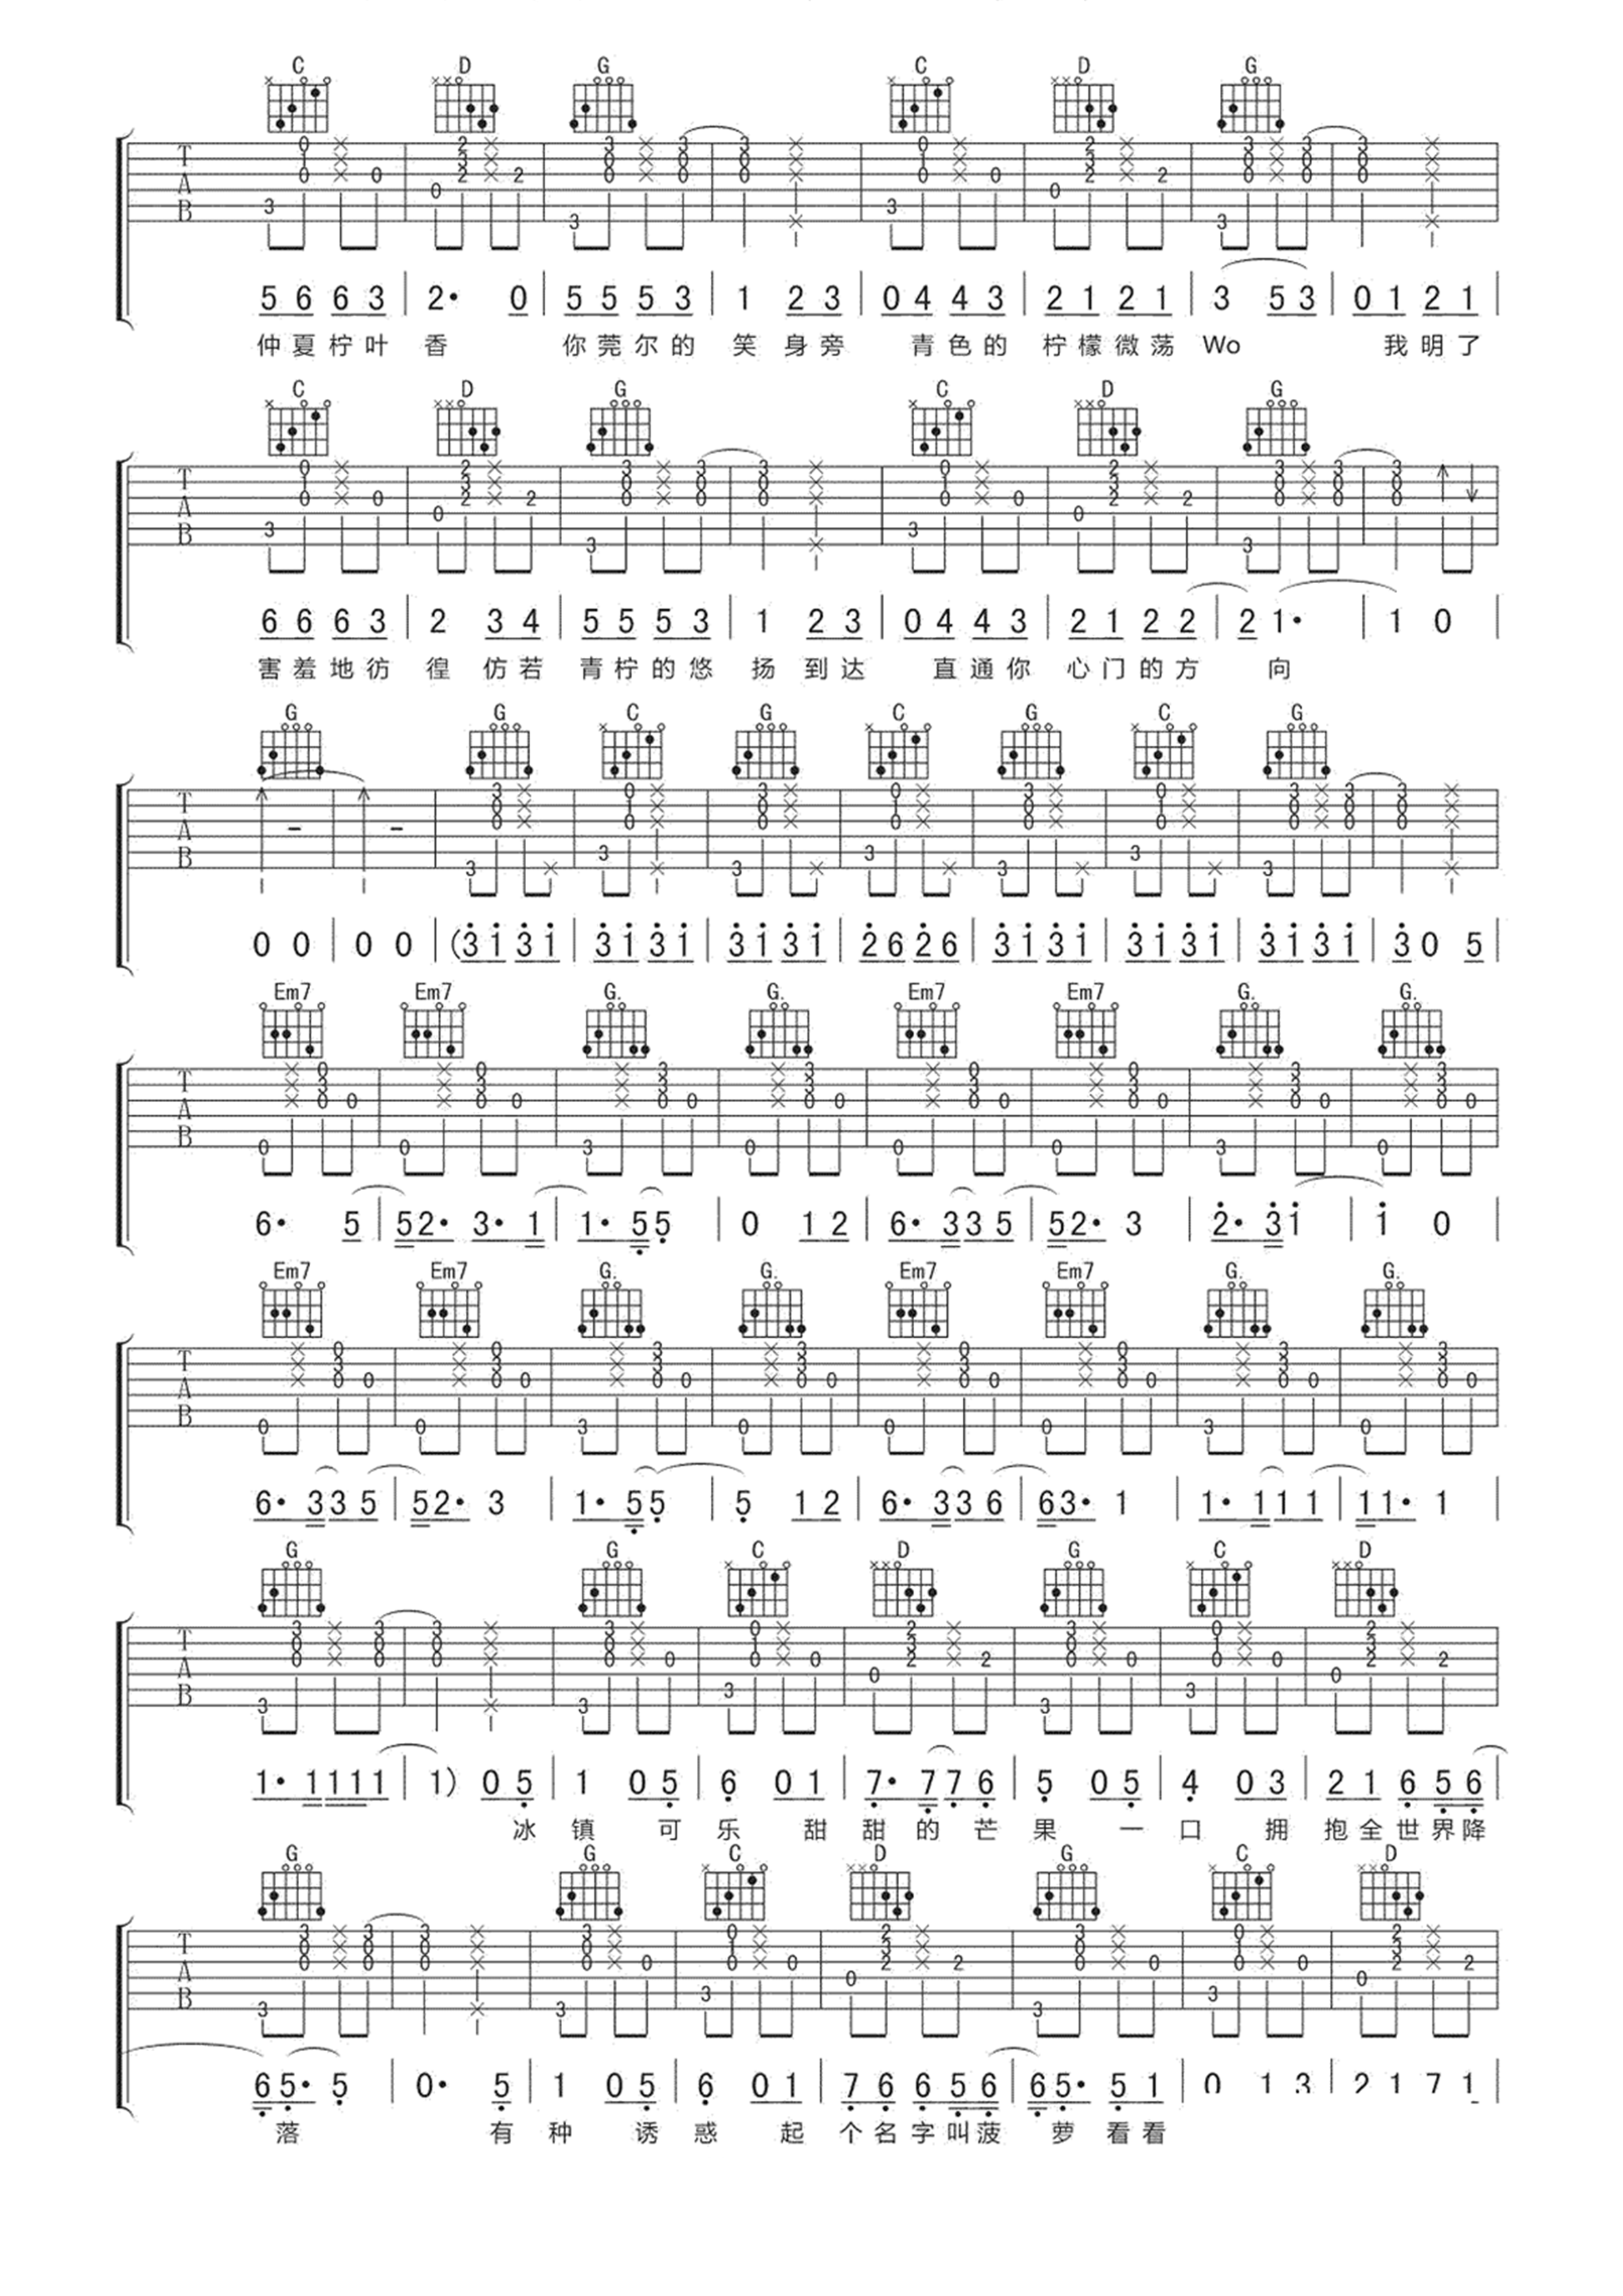 C D G C D G
5 6 6 3 | 2· 0 | 5 5 5 3 | 1 2 3 | 0 4 4 3 | 2 1 2 1 | 3 5 3 | 0 1 2 1
仲夏柠叶 香 你莞尔的 笑 身旁 青色的 柠檬微荡 Wo 我明了
C D G C D G
6 6 6 3 | 2 3 4 | 5 5 5 3 | 1 2 3 | 0 4 4 3 | 2 1 2 2 | 2 1· | 1 0
害羞地彷 徨 仿若 青柠的悠 扬 到达 直通你 心门的方 向
G G C G C G C G
0 0 | 0 0 | (3 1 3 1 | 3 1 3 1 | 3 1 3 1 | 2 6 2 6 | 3 1 3 1 | 3 1 3 1 | 3 1 3 1 | 3 0 5
Em7 Em7 G. G. Em7 Em7 G. G.
6· 5 | 5 2· 3· 1 | 1· 5 5 | 0 1 2 | 6· 3 3 5 | 5 2· 3 | 2· 3 1 | 1 0
Em7 Em7 G. G. Em7 Em7 G. G.
6· 3 3 5 | 5 2· 3 | 1· 5 5 | 5 1 2 | 6· 3 3 6 | 6 3· 1 | 1· 1 1 1 | 1 1· 1
G G C D G C D
1· 1 1 1 1 | 1) 0 5 | 1 0 5 | 6 0 1 | 7· 7 7 6 | 5 0 5 | 4 0 3 | 2 1 6 5 6
冰 镇 可 乐 甜 甜 的 芒 果 一 口 拥 抱全世界降
G G C D G C D
6 5· 5 | 0· 5 | 1 0 5 | 6 0 1 | 7 6 6 5 6 | 6 5· 5 1 | 0 1 3 | 2 1 7 1
落 有 种 诱 惑 起 个名字叫菠 萝 看看